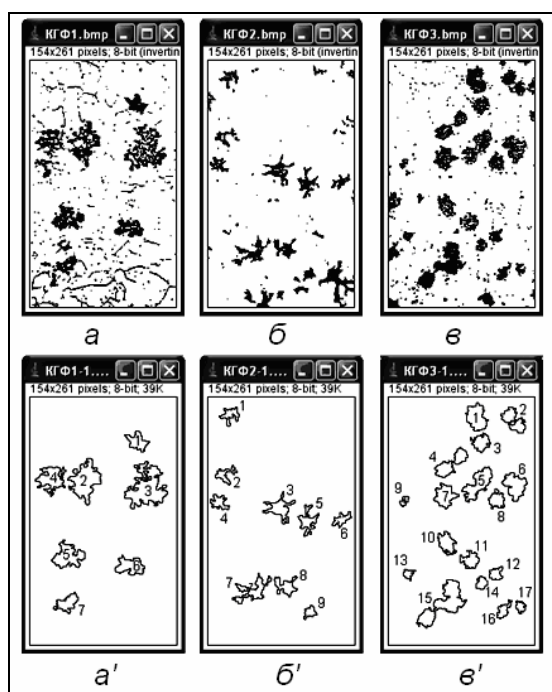 КГФ1.bmp
154x261 pixels; 8-bit (invertin
КГФ2.bmp
154x261 pixels; 8-bit (invertin
КГФ3.bmp
154x261 pixels; 8-bit (invertin
а
б
в
КГФ1-1....
154x261 pixels; 8-bit; 39K
1
2
3
4
5
6
7
КГФ2-1....
154x261 pixels; 8-bit; 39K
1
2
3
4
5
6
7
8
9
КГФ3-1....
154x261 pixels; 8-bit; 39K
1
2
3
4
5
6
7
8
9
10
11
12
13
14
15
16
17
а'
б'
в'